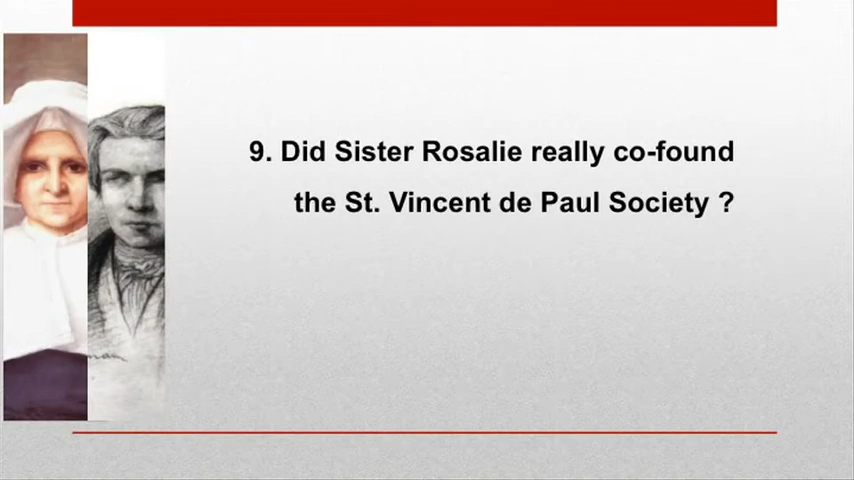 9. Did Sister Rosalie really co-found
the St. Vincent de Paul Society ?